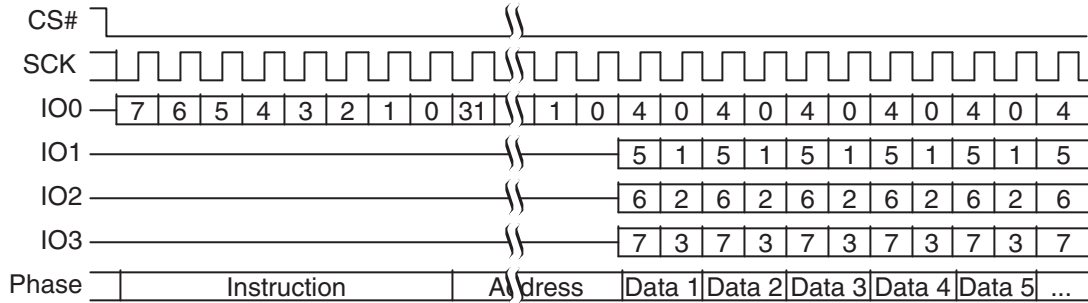 CS#
SCK
IO0 7 6 5 4 3 2 1 0 31 1 0 4 0 4 0 4 0 4 0 4 0 4
IO1 5 1 5 1 5 1 5 1 5 1 5
IO2 6 2 6 2 6 2 6 2 6 2 6
IO3 7 3 7 3 7 3 7 3 7 3 7
Phase Instruction Address Data 1 Data 2 Data 3 Data 4 Data 5 ...